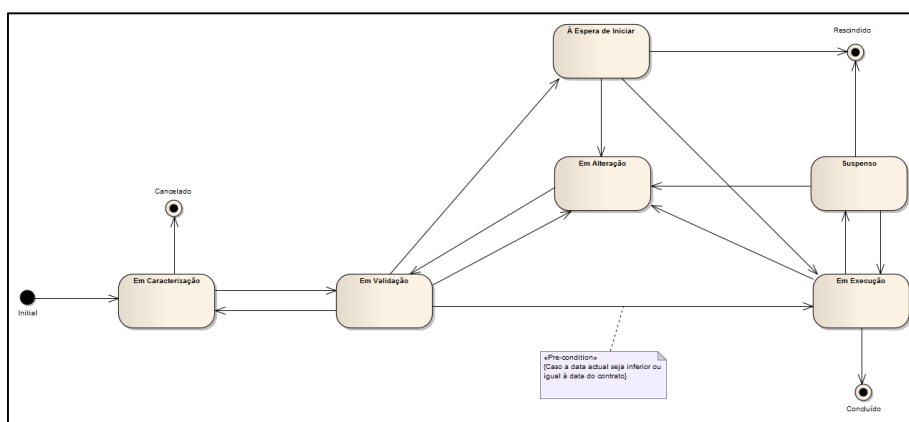 À Espera de Iniciar
Rescindido
Em Alteração
Suspenso
Cancelado
Em Caracterização
Em Validação
Em Execução
Initial
«Pre-condition»
{Caso a data actual seja inferior ou
igual à data do contrato}
Concluído